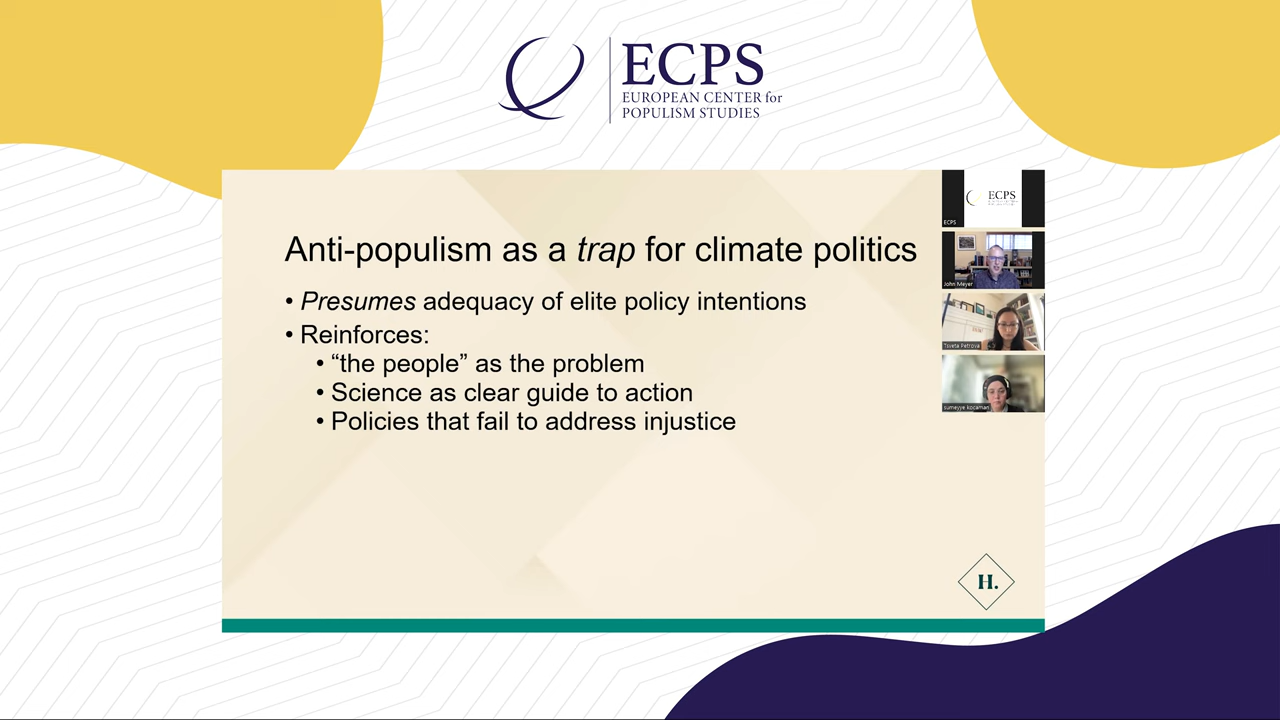 ECPS
EUROPEAN CENTER for
POPULISM STUDIES
Anti-populism as a trap for climate politics
• Presumes adequacy of elite policy intentions
• Reinforces:
• “the people” as the problem
• Science as clear guide to action
• Policies that fail to address injustice
H.
ECPS
ECPS
John Meyer
Tsveta Petrova
sümeyye kocaman